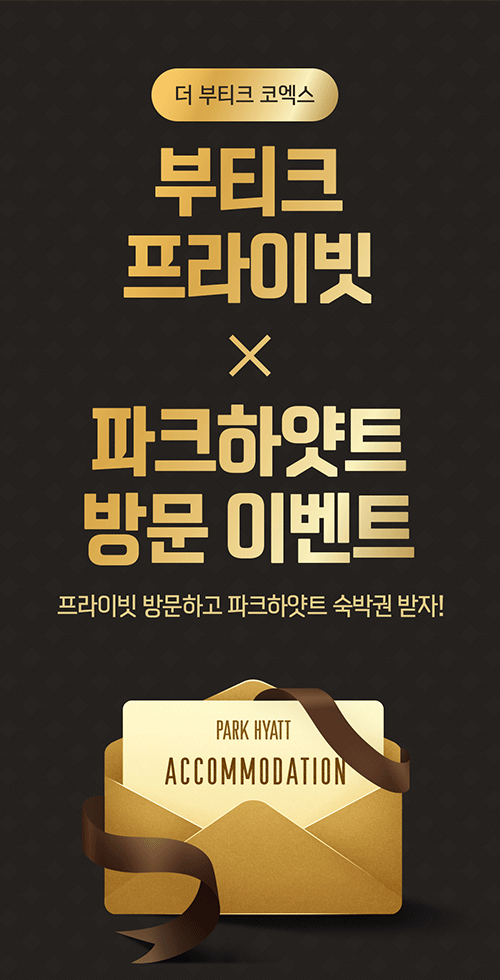 더 부티크 코엑스
부티크
프라이빗
×
파크하얏트
방문 이벤트
프라이빗 방문하고 파크하얏트 숙박권 받자!
PARK HYATT
ACCOMMODATION